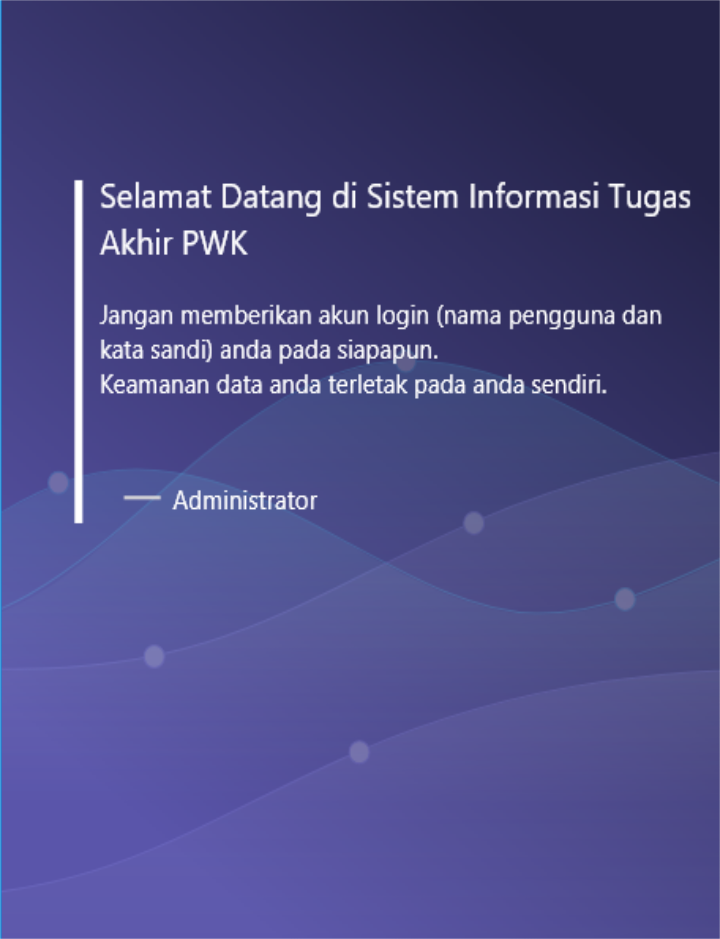 Selamat Datang di Sistem Informasi Tugas
Akhir PWK
Jangan memberikan akun login (nama pengguna dan
kata sandi) anda pada siapapun.
Keamanan data anda terletak pada anda sendiri.
— Administrator